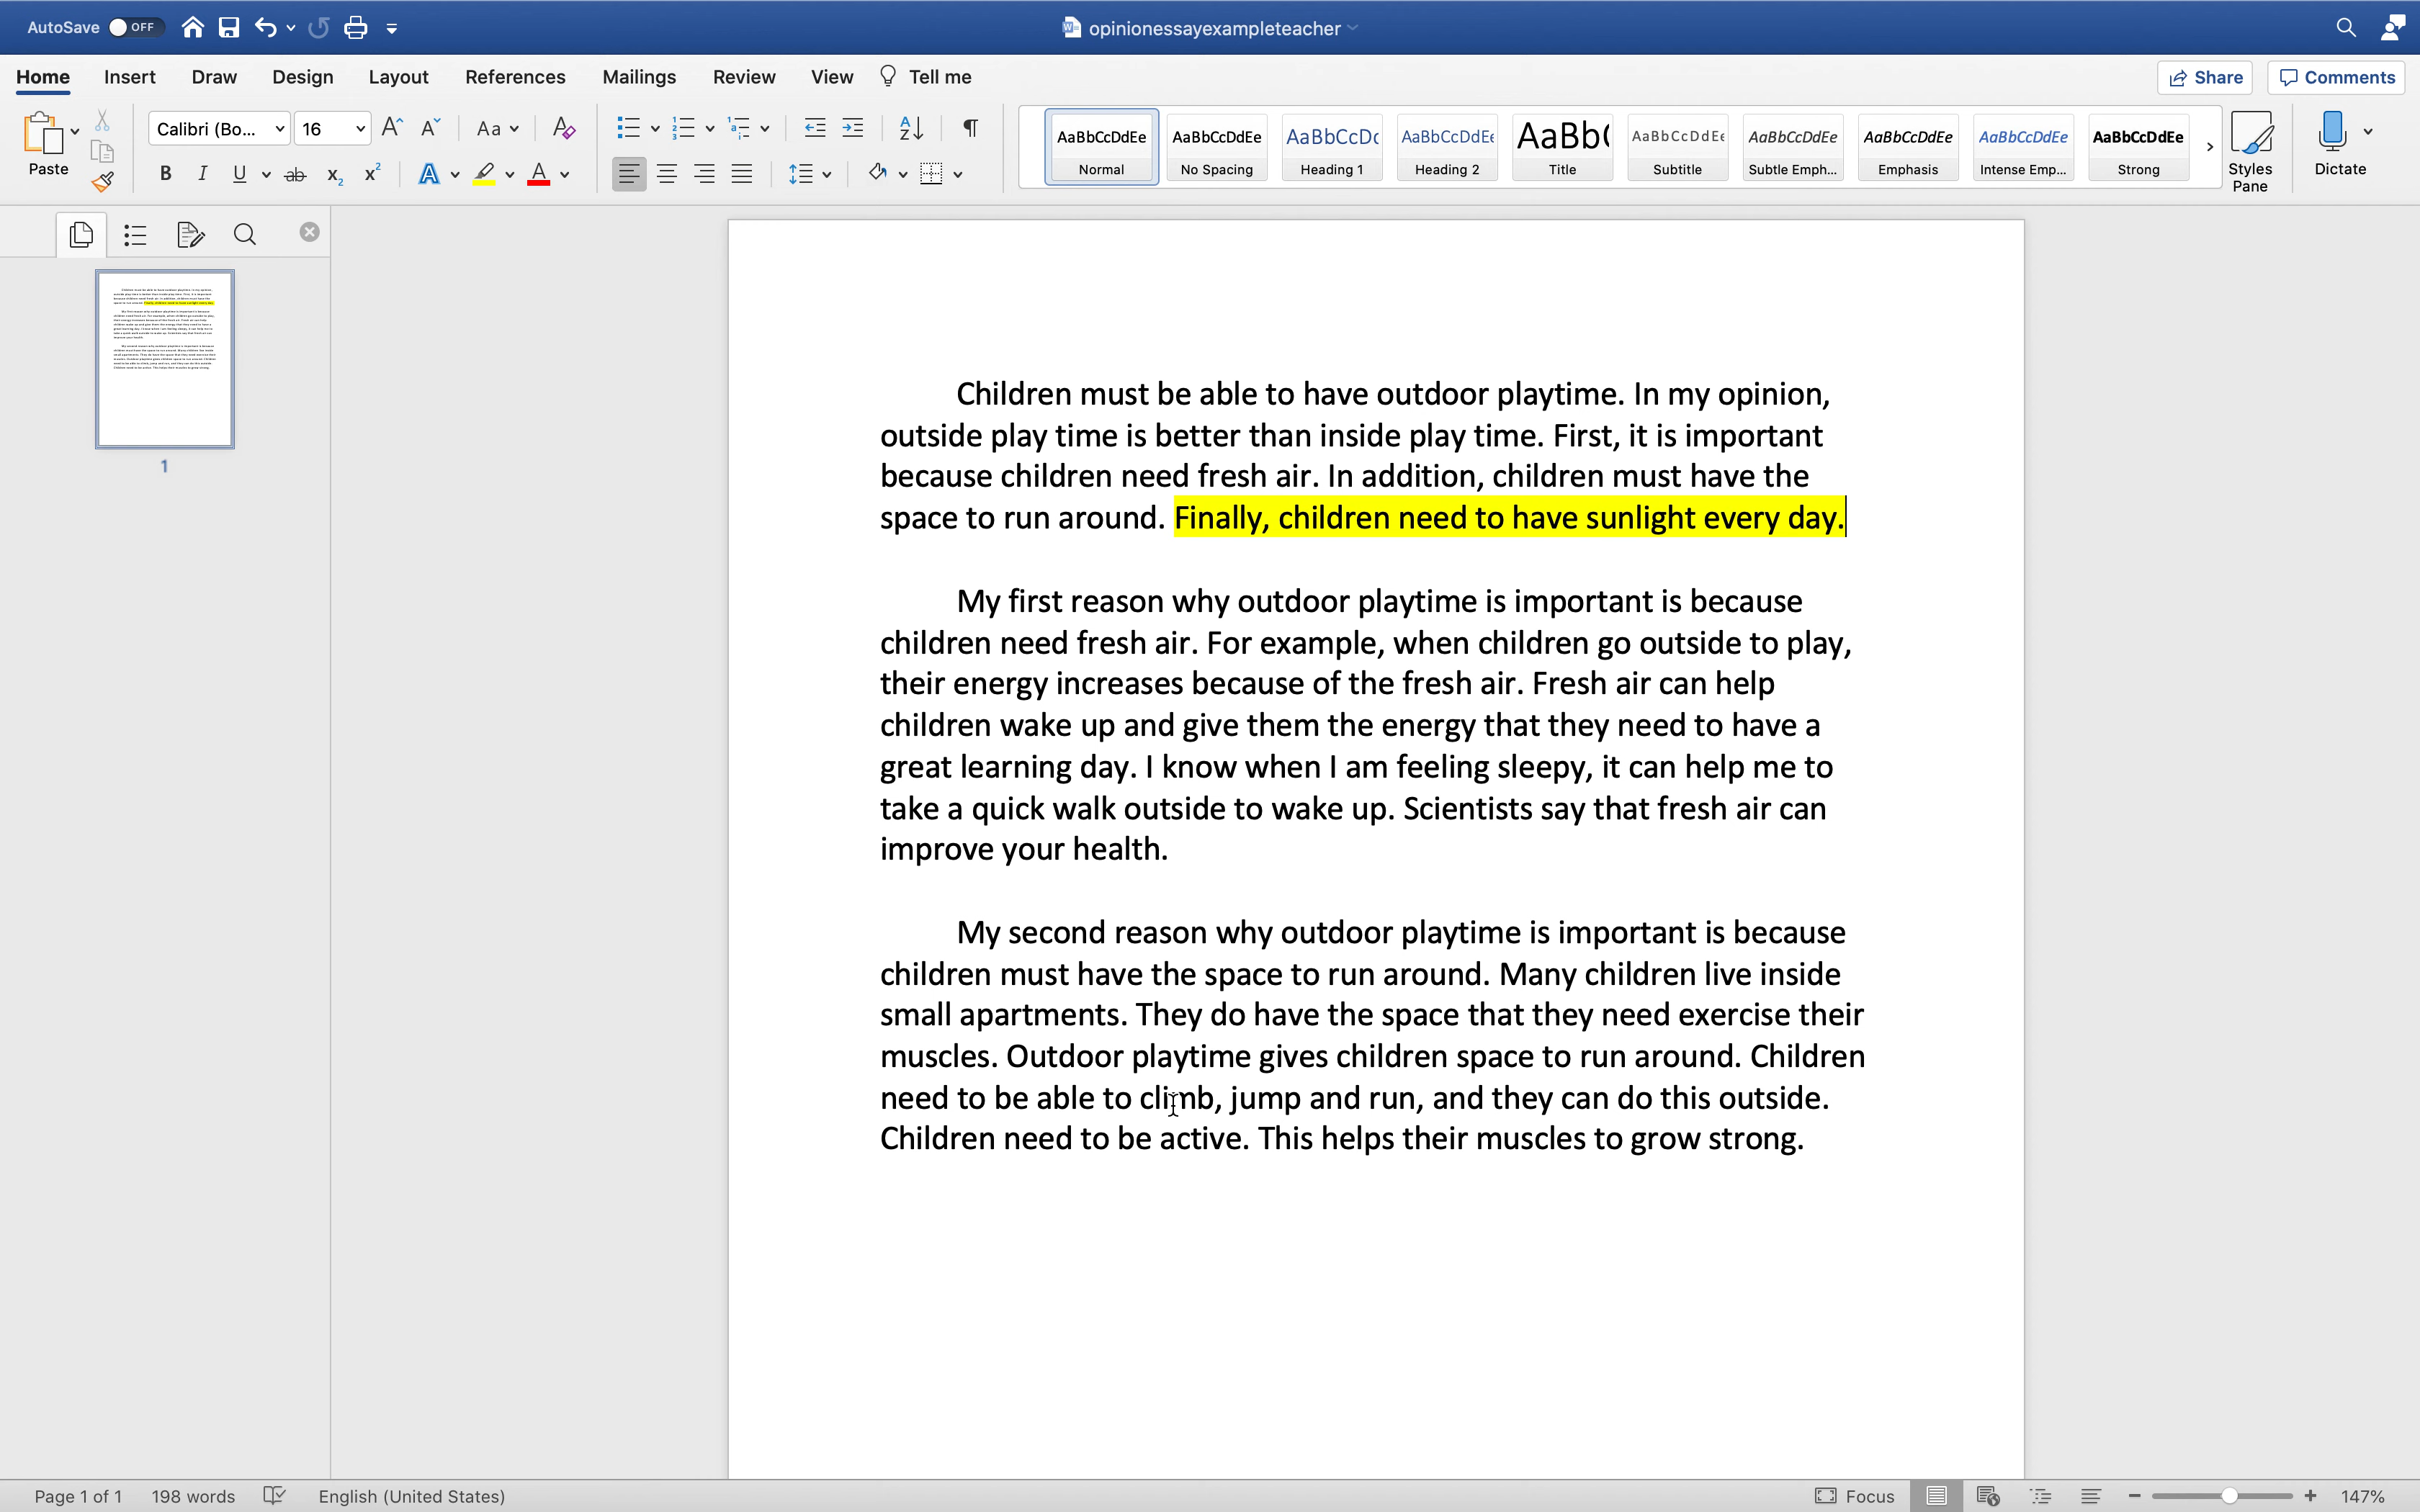 AutoSave OFF
opinionessayexampleteacher
Home Insert Draw Design Layout References Mailings Review View Tell me Share Comments
Paste
Calibri (Bo... 16
AaBbCcDdEe AaBbCcDdEe AaBbCcDc AaBbCcDdEe AaBb( AaBbCcDdEe AaBbCcDdEe AaBbCcDdEe AaBbCcDdEe AaBbCcDdEe
Normal No Spacing Heading 1 Heading 2 Title Subtitle Subtle Emph... Emphasis Intense Emp... Strong
Styles Pane
Dictate
1
Children must be able to have outdoor playtime. In my opinion,
outside play time is better than inside play time. First, it is important
because children need fresh air. In addition, children must have the
space to run around. Finally, children need to have sunlight every day.
My first reason why outdoor playtime is important is because
children need fresh air. For example, when children go outside to play,
their energy increases because of the fresh air. Fresh air can help
children wake up and give them the energy that they need to have a
great learning day. I know when I am feeling sleepy, it can help me to
take a quick walk outside to wake up. Scientists say that fresh air can
improve your health.
My second reason why outdoor playtime is important is because
children must have the space to run around. Many children live inside
small apartments. They do have the space that they need exercise their
muscles. Outdoor playtime gives children space to run around. Children
need to be able to climb, jump and run, and they can do this outside.
Children need to be active. This helps their muscles to grow strong.
Page 1 of 1 198 words English (United States) Focus 147%